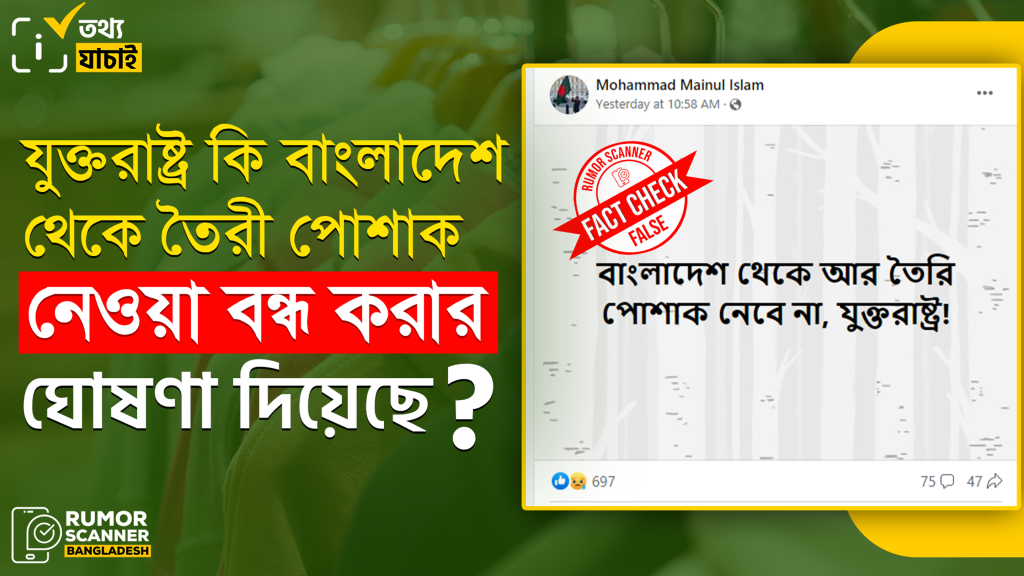 তথ্য
যাচাই
যুক্তরাষ্ট্র কি বাংলাদেশ
থেকে তৈরী পোশাক
নেওয়া বন্ধ করার
ঘোষণা দিয়েছে?
RUMOR
SCANNER
BANGLADESH
Mohammad Mainul Islam
Yesterday at 10:58 AM ·
RUMOR SCANNER
FACT CHECK
FALSE
বাংলাদেশ থেকে আর তৈরি
পোশাক নেবে না, যুক্তরাষ্ট্র!
697
75
47